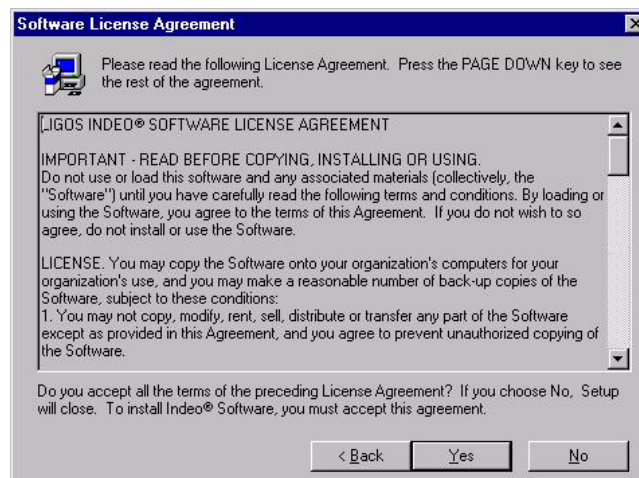 Software License Agreement
Please read the following License Agreement. Press the PAGE DOWN key to see
the rest of the agreement.
LIGOS INDEO® SOFTWARE LICENSE AGREEMENT
IMPORTANT - READ BEFORE COPYING, INSTALLING OR USING.
Do not use or load this software and any associated materials (collectively, the
"Software") until you have carefully read the following terms and conditions. By loading or
using the Software, you agree to the terms of this Agreement. If you do not wish to so
agree, do not install or use the Software.
LICENSE. You may copy the Software onto your organization's computers for your
organization's use, and you may make a reasonable number of back-up copies of the
Software, subject to these conditions:
1. You may not copy, modify, rent, sell, distribute or transfer any part of the Software
except as provided in this Agreement, and you agree to prevent unauthorized copying of
the Software.
Do you accept all the terms of the preceding License Agreement? If you choose No, Setup
will close. To install Indeo® Software, you must accept this agreement.
< Back Yes No